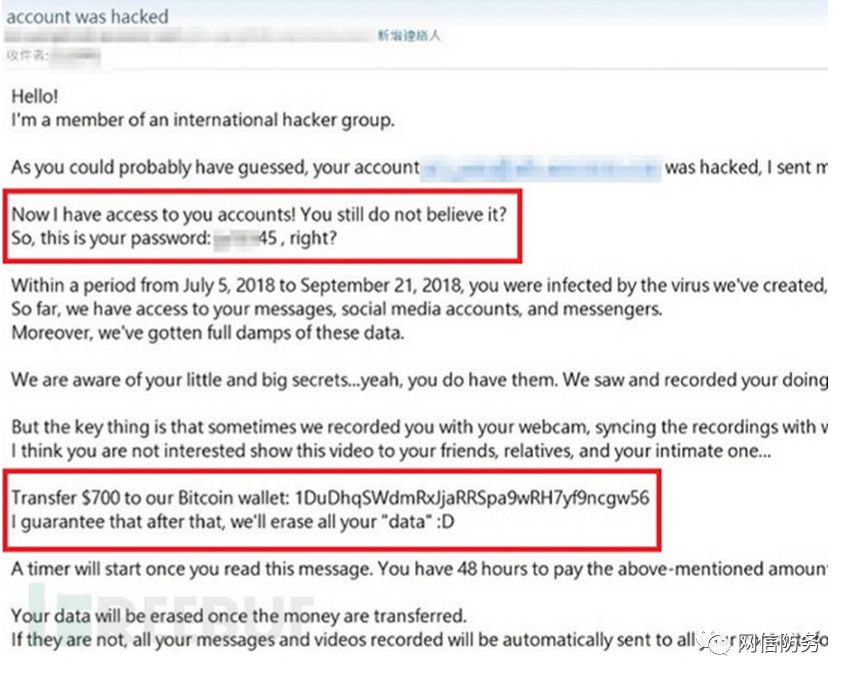 account was hacked
新增連絡人
收件者:
Hello!
I'm a member of an international hacker group.
As you could probably have guessed, your account was hacked, I sent m
Now I have access to you accounts! You still do not believe it?
So, this is your password: 45 , right?
Within a period from July 5, 2018 to September 21, 2018, you were infected by the virus we've created,
So far, we have access to your messages, social media accounts, and messengers.
Moreover, we've gotten full damps of these data.
We are aware of your little and big secrets...yeah, you do have them. We saw and recorded your doing
But the key thing is that sometimes we recorded you with your webcam, syncing the recordings with w
I think you are not interested show this video to your friends, relatives, and your intimate one...
Transfer $700 to our Bitcoin wallet: 1DuDhqSWdmRxJjaRRSpa9wRH7yf9ncgw56
I guarantee that after that, we'll erase all your "data" :D
A timer will start once you read this message. You have 48 hours to pay the above-mentioned amoun
Your data will be erased once the money are transferred.
If they are not, all your messages and videos recorded will be automatically sent to all
REEBUF
网信防务